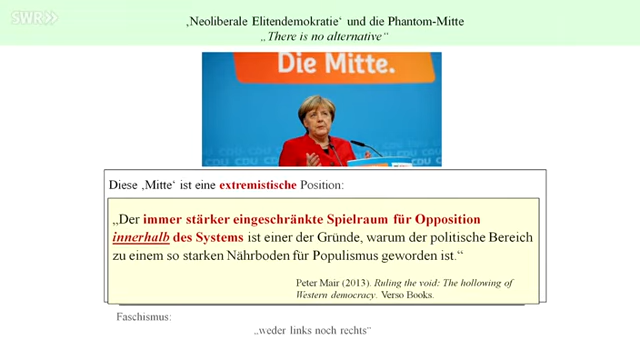 SWR»
‚Neoliberale Elitendemokratie‘ und die Phantom-Mitte
„There is no alternative“
Die Mitte.
CDU CDU CDU CDU
Diese ‚Mitte‘ ist eine extremistische Position:
„Der immer stärker eingeschränkte Spielraum für Opposition
innerhalb des Systems ist einer der Gründe, warum der politische Bereich
zu einem so starken Nährboden für Populismus geworden ist.“
Peter Mair (2013). Ruling the void: The hollowing of
Western democracy. Verso Books.
Faschismus:
„weder links noch rechts“